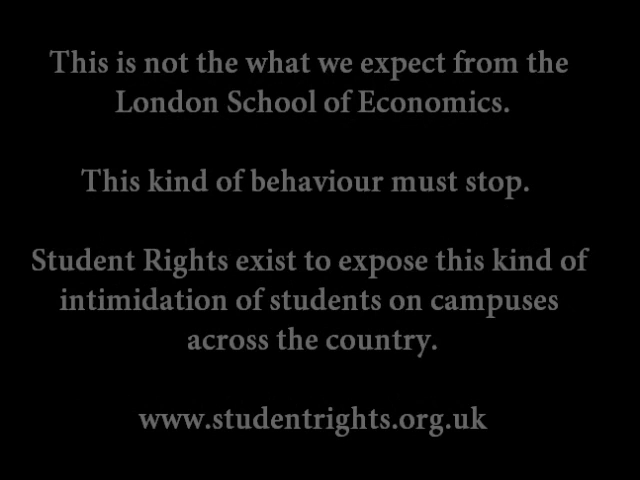 This is not the what we expect from the
London School of Economics.
This kind of behaviour must stop.
Student Rights exist to expose this kind of
intimidation of students on campuses
across the country.
www.studentrights.org.uk